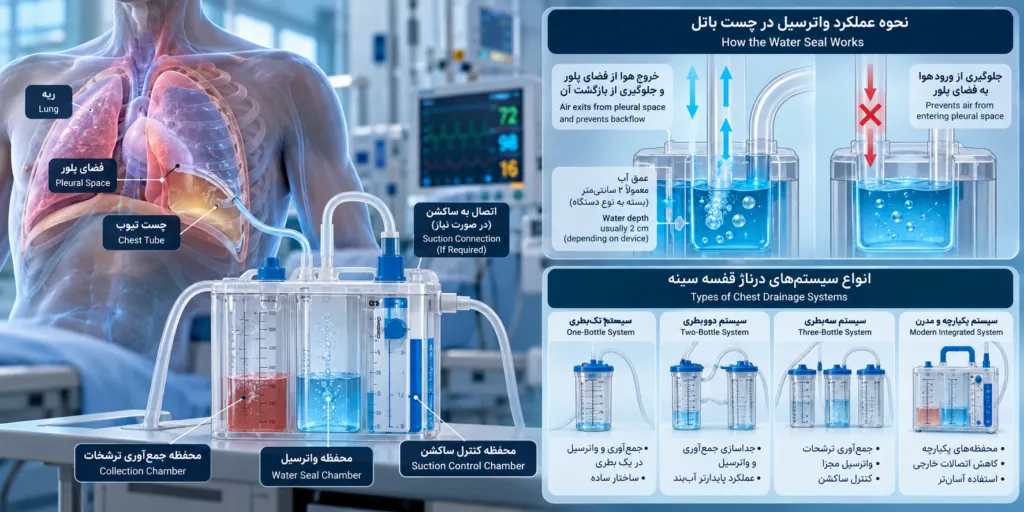 ریه
Lung
فضای پلور
Pleural Space
چست تیوب
Chest Tube
اتصال به ساکشن
(در صورت نیاز)
Suction Connection
(If Required)
محفظه جمع‌آوری ترشحات
Collection Chamber
محفظه واترسیل
Water Seal Chamber
محفظه کنترل ساکشن
Suction Control Chamber
72
98
16
نحوه عملکرد واترسیل در چست باتل
How the Water Seal Works
خروج هوا از فضای پلور
و جلوگیری از بازگشت آن
Air exits from pleural space
and prevents backflow
عمق آب
معمولاً ۲ سانتی‌متر
(بسته به نوع دستگاه)
Water depth
usually 2 cm
(depending on device)
جلوگیری از ورود هوا
به فضای پلور
Prevents air from
entering pleural space
انواع سیستم‌های درناژ قفسه سینه
Types of Chest Drainage Systems
سیستم تک‌بطری
One-Bottle System
• جمع‌آوری و واترسیل
در یک بطری
• ساختار ساده
سیستم دوبطری
Two-Bottle System
• جداسازی جمع‌آوری
و واترسیل
• عملکرد پایدارتر آب‌بند
سیستم سه‌بطری
Three-Bottle System
• جمع‌آوری ترشحات
• واترسیل مجزا
• کنترل ساکشن
سیستم یکپارچه و مدرن
Modern Integrated System
• محفظه‌های یکپارچه
• کاهش اتصالات خارجی
• استفاده آسان‌تر